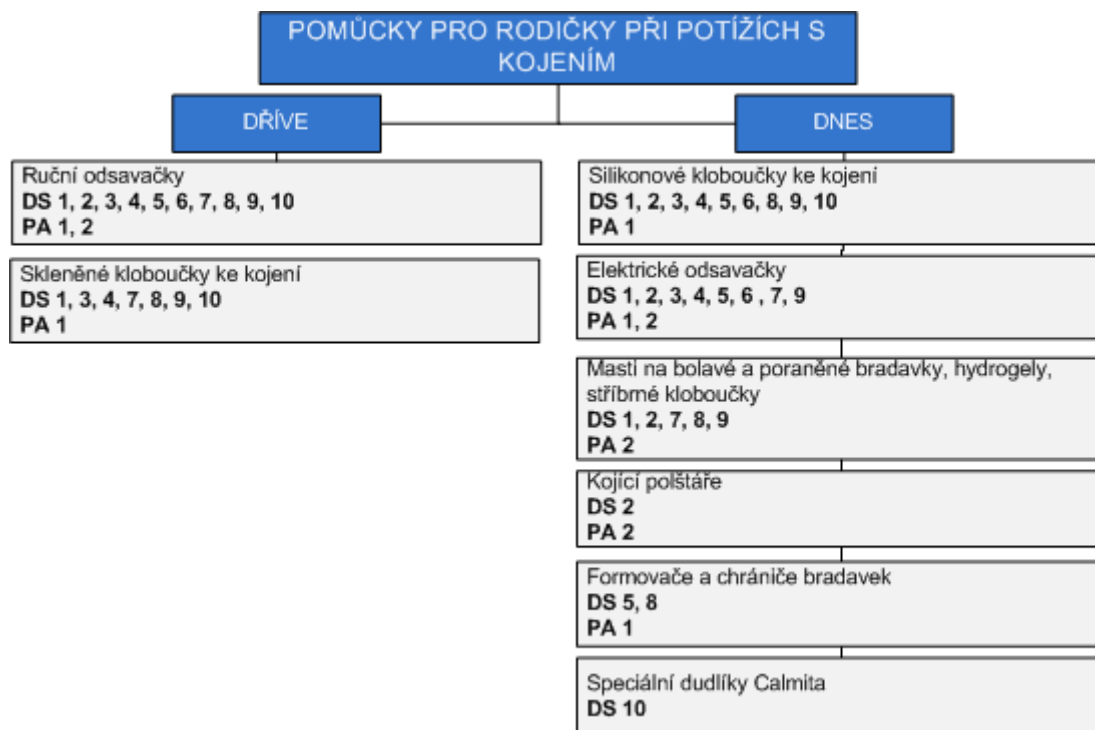 POMŮCKY PRO RODIČKY PŘI POTÍŽÍCH S
KOJENÍM
DŘÍVE
Ruční odsavačky
DS 1, 2, 3, 4, 5, 6, 7, 8, 9, 10
PA 1, 2
Skleněné kloboučky ke kojení
DS 1, 3, 4, 7, 8, 9, 10
PA 1
DNES
Silikonové kloboučky ke kojení
DS 1, 2, 3, 4, 5, 6, 8, 9, 10
PA 1
Elektrické odsavačky
DS 1, 2, 3, 4, 5, 6 , 7, 9
PA 1, 2
Masti na bolavé a poraněné bradavky, hydrogely,
stříbrné kloboučky
DS 1, 2, 7, 8, 9
PA 2
Kojící polštáře
DS 2
PA 2
Formovače a chrániče bradavek
DS 5, 8
PA 1
Speciální dudlíky Calmita
DS 10